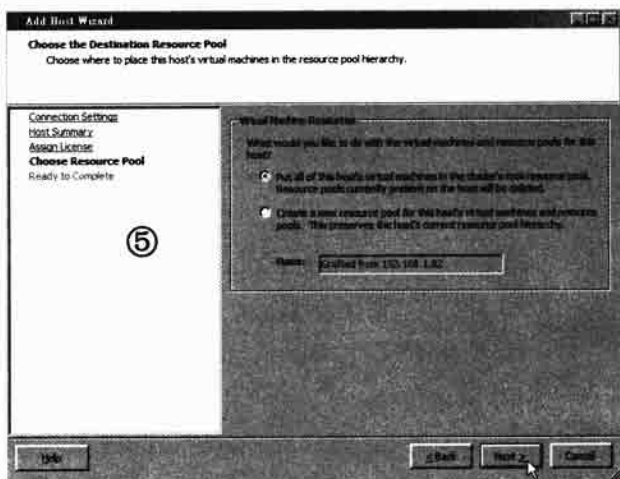 Add Host Wizard
Choose the Destination Resource Pool
Choose where to place this host's virtual machines in the resource pool hierarchy.
Connection Settings
Host Summary
Assign License
Choose Resource Pool
Ready to Complete
⑤
Virtual Machine Resources
What would you like to do with the virtual machines and resource pools for this
host?
Put all of this host's virtual machines in the cluster's root resource pool.
Resource pools currently present on the host will be deleted.
Create a new resource pool for this host's virtual machines and resource
pools. This preserves the host's current resource pool hierarchy.
Name:
Grafted from 192.168.1.82
Help
< Back
Next >
Cancel